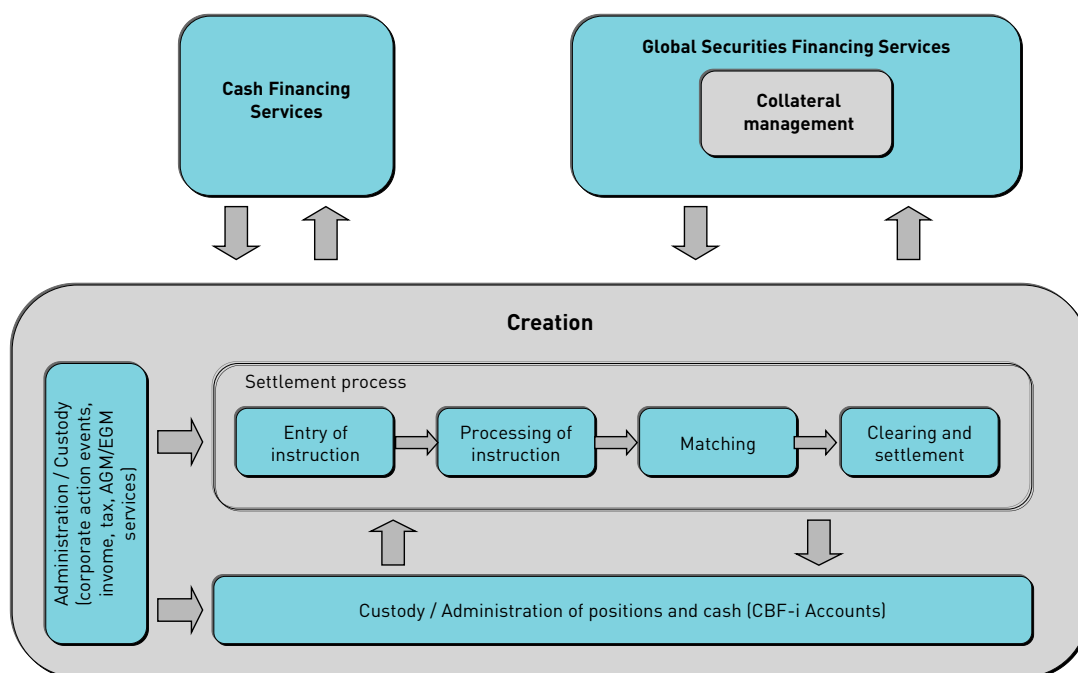 Cash Financing
Services
Global Securities Financing Services
Collateral
management
Creation
Administration / Custody
(corporate action events,
invome, tax, AGM/EGM
services)
Settlement process
Entry of
instruction
Processing of
instruction
Matching
Clearing and
settlement
Custody / Administration of positions and cash (CBF-i Accounts)